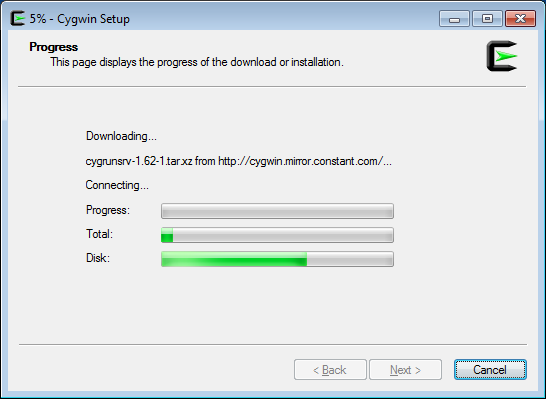 5% - Cygwin Setup
Progress
This page displays the progress of the download or installation.
Downloading...
cygrunsrv-1.62-1.tar.xz from http://cygwin.mirror.constant.com/...
Connecting...
Progress:
Total:
Disk:
< Back
Next >
Cancel